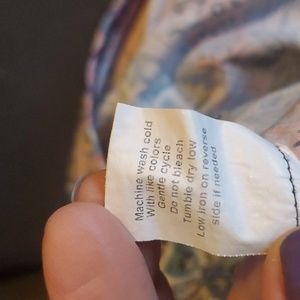 Machine wash cold
With like colors
Gentle cycle
Do not bleach
Tumble dry low
Low iron on reverse
side if needed